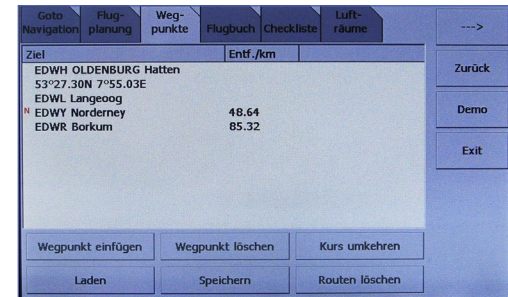 Goto Navigation
Flug-planung
Weg-punkte
Flugbuch
Checkliste
Luft-räume
--->
Ziel Entf./km
EDWH OLDENBURG Hatten
53°27.30N 7°55.03E
EDWL Langeoog
N EDWY Norderney 48.64
EDWR Borkum 85.32
Zurück
Demo
Exit
Wegpunkt einfügen Wegpunkt löschen Kurs umkehren
Laden Speichern Routen löschen